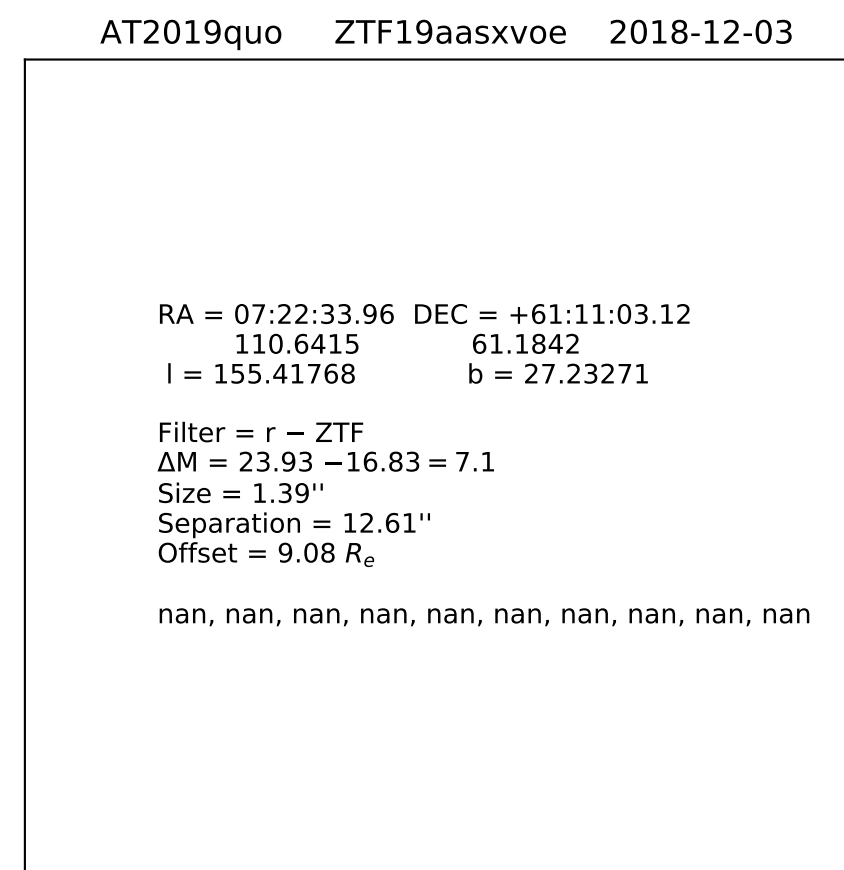 AT2019quo ZTF19aasxvoe 2018-12-03
RA = 07:22:33.96 DEC = +61:11:03.12
110.6415 61.1842
l = 155.41768 b = 27.23271
Filter = r − ZTF
ΔM = 23.93 −16.83 = 7.1
Size = 1.39''
Separation = 12.61''
Offset = 9.08 Rₑ
nan, nan, nan, nan, nan, nan, nan, nan, nan, nan